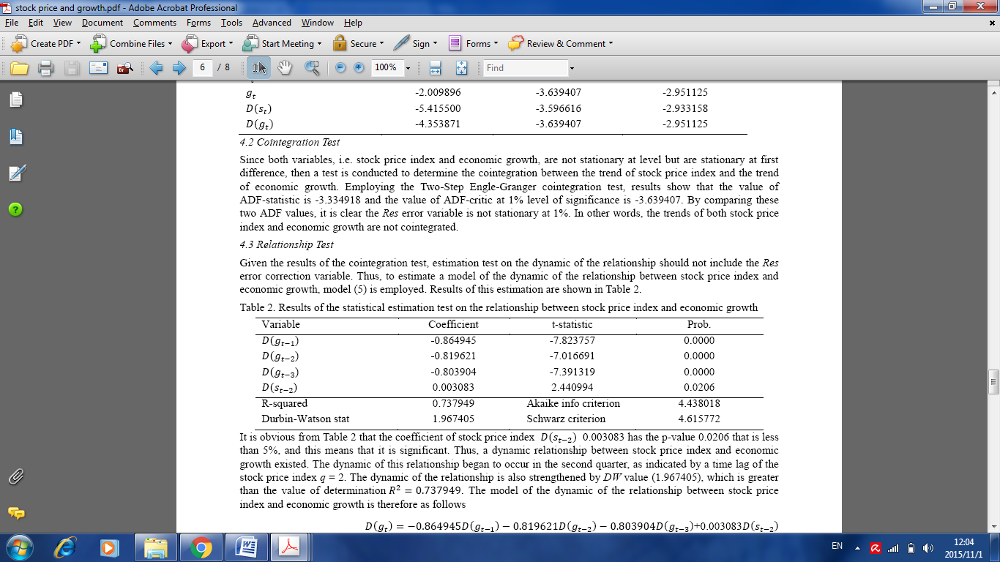 stock price and growth.pdf - Adobe Acrobat Professional
File Edit View Document Comments Forms Tools Advanced Window Help
Create PDF Combine Files Export Start Meeting Secure Sign Forms Review & Comment
6 / 8 100% Find
gₜ -2.009896 -3.639407 -2.951125
D(sₜ) -5.415500 -3.596616 -2.933158
D(gₜ) -4.353871 -3.639407 -2.951125
4.2 Cointegration Test
Since both variables, i.e. stock price index and economic growth, are not stationary at level but are stationary at first
difference, then a test is conducted to determine the cointegration between the trend of stock price index and the trend
of economic growth. Employing the Two-Step Engle-Granger cointegration test, results show that the value of
ADF-statistic is -3.334918 and the value of ADF-critic at 1% level of significance is -3.639407. By comparing these
two ADF values, it is clear the Res error variable is not stationary at 1%. In other words, the trends of both stock price
index and economic growth are not cointegrated.
4.3 Relationship Test
Given the results of the cointegration test, estimation test on the dynamic of the relationship should not include the Res
error correction variable. Thus, to estimate a model of the dynamic of the relationship between stock price index and
economic growth, model (5) is employed. Results of this estimation are shown in Table 2.
Table 2. Results of the statistical estimation test on the relationship between stock price index and economic growth
Variable Coefficient t-statistic Prob.
D(gₜ₋₁) -0.864945 -7.823757 0.0000
D(gₜ₋₂) -0.819621 -7.016691 0.0000
D(gₜ₋₃) -0.803904 -7.391319 0.0000
D(sₜ₋₂) 0.003083 2.440994 0.0206
R-squared 0.737949 Akaike info criterion 4.438018
Durbin-Watson stat 1.967405 Schwarz criterion 4.615772
It is obvious from Table 2 that the coefficient of stock price index D(sₜ₋₂) 0.003083 has the p-value 0.0206 that is less
than 5%, and this means that it is significant. Thus, a dynamic relationship between stock price index and economic
growth existed. The dynamic of this relationship began to occur in the second quarter, as indicated by a time lag of the
stock price index q = 2. The dynamic of the relationship is also strengthened by DW value (1.967405), which is greater
than the value of determination R² = 0.737949. The model of the dynamic of the relationship between stock price
index and economic growth is therefore as follows
D(gₜ) = −0.864945D(gₜ₋₁) − 0.819621D(gₜ₋₂) − 0.803904D(gₜ₋₃)+0.003083D(sₜ₋₂)
EN 12:04
2015/11/1